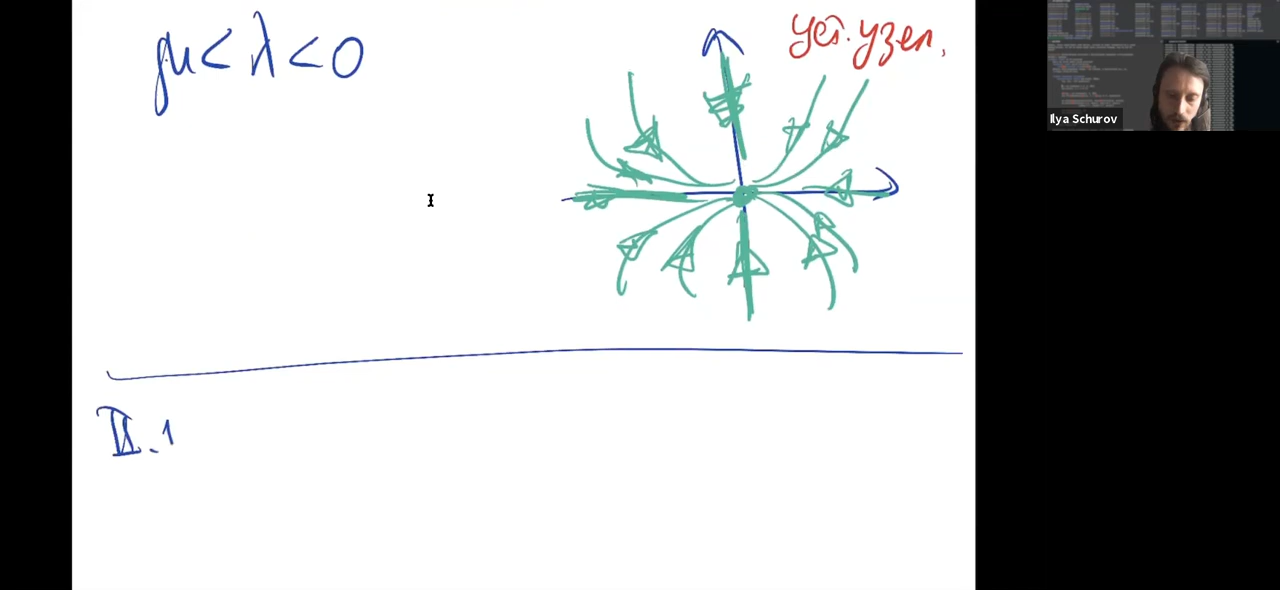 μ < λ < 0
уст. узел,
Ilya Schurov
II.1